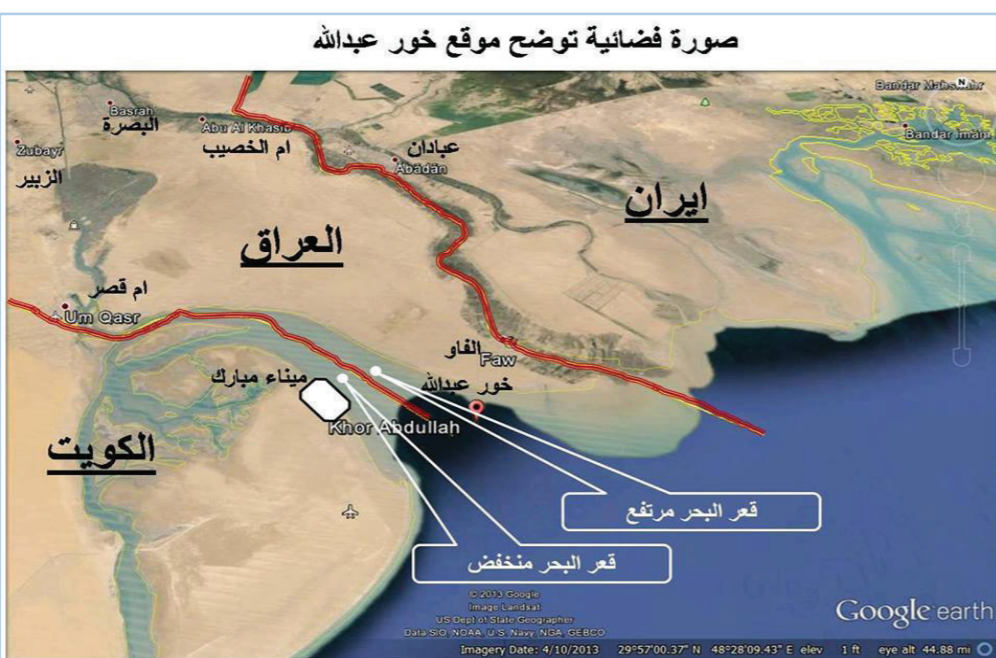 صورة فضائية توضح موقع خور عبدالله
Bandar Mahshahr
N
Basrah
البصرة
Abu Al Khasib
ام الخصيب
Bandar Imam
Zubayr
الزبير
عبادان
Abadan
ايران
العراق
ام قصر
Um Qasr
الفاو
Faw
ميناء مبارك
خور عبدالله
Khor Abdullah
الكويت
قعر البحر مرتفع
قعر البحر منخفض
© 2013 Google
Image Landsat
US Dept of State Geographer
Data SIO, NOAA, U.S. Navy, NGA, GEBCO
Google earth
Imagery Date: 4/10/2013 29°57'00.37" N 48°28'09.43" E elev 1 ft eye alt 44.88 mi